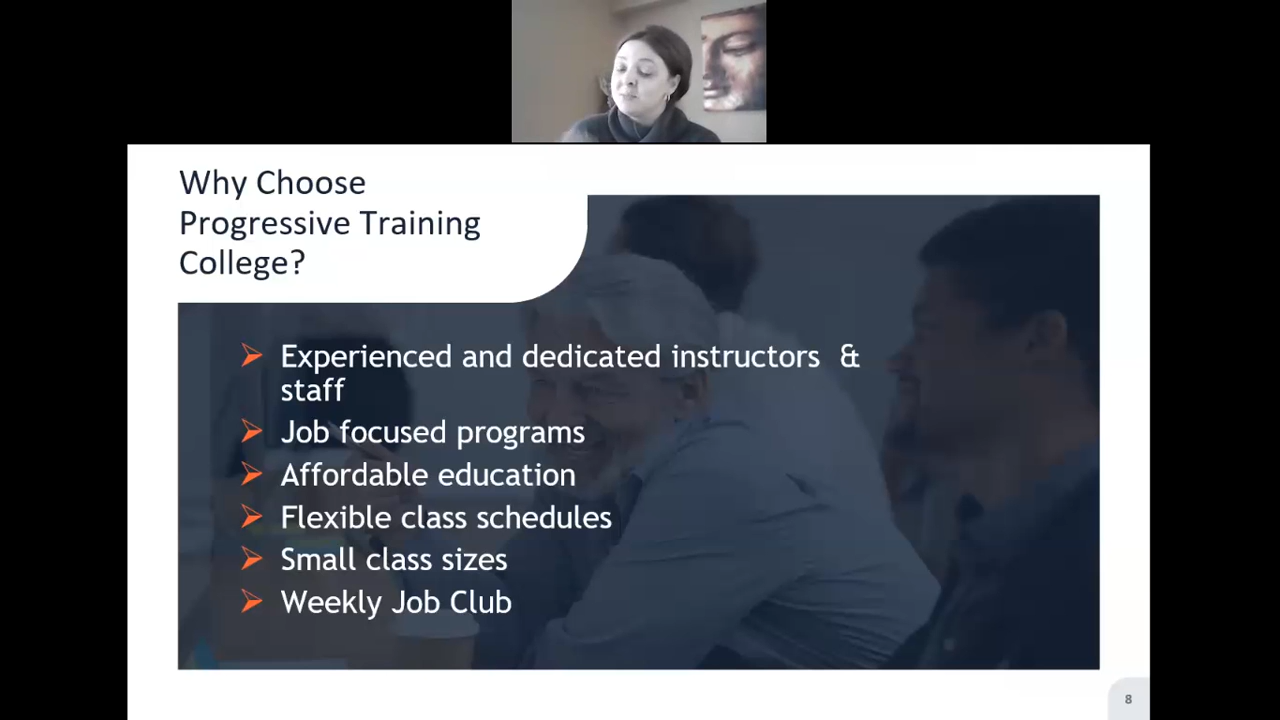 Why Choose
Progressive Training
College?
Experienced and dedicated instructors  &
staff
Job focused programs
Affordable education
Flexible class schedules
Small class sizes
Weekly Job Club
8